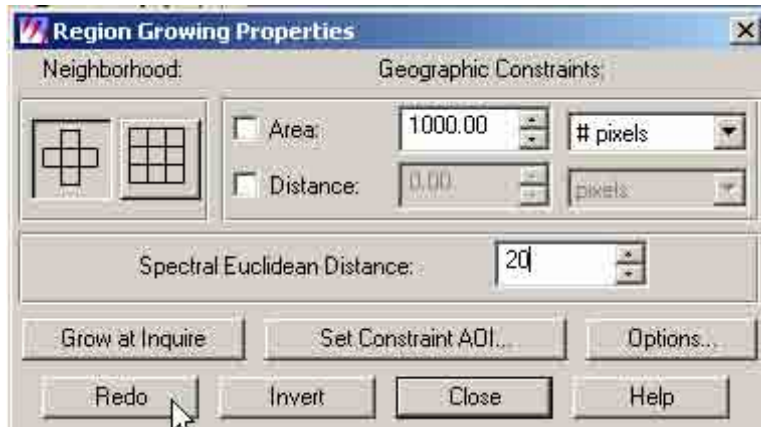 Region Growing Properties
Neighborhood: Geographic Constraints:
Area: 1000.00 # pixels
Distance: 0.00 pixels
Spectral Euclidean Distance: 20
Grow at Inquire Set Constraint AOI... Options...
Redo Invert Close Help